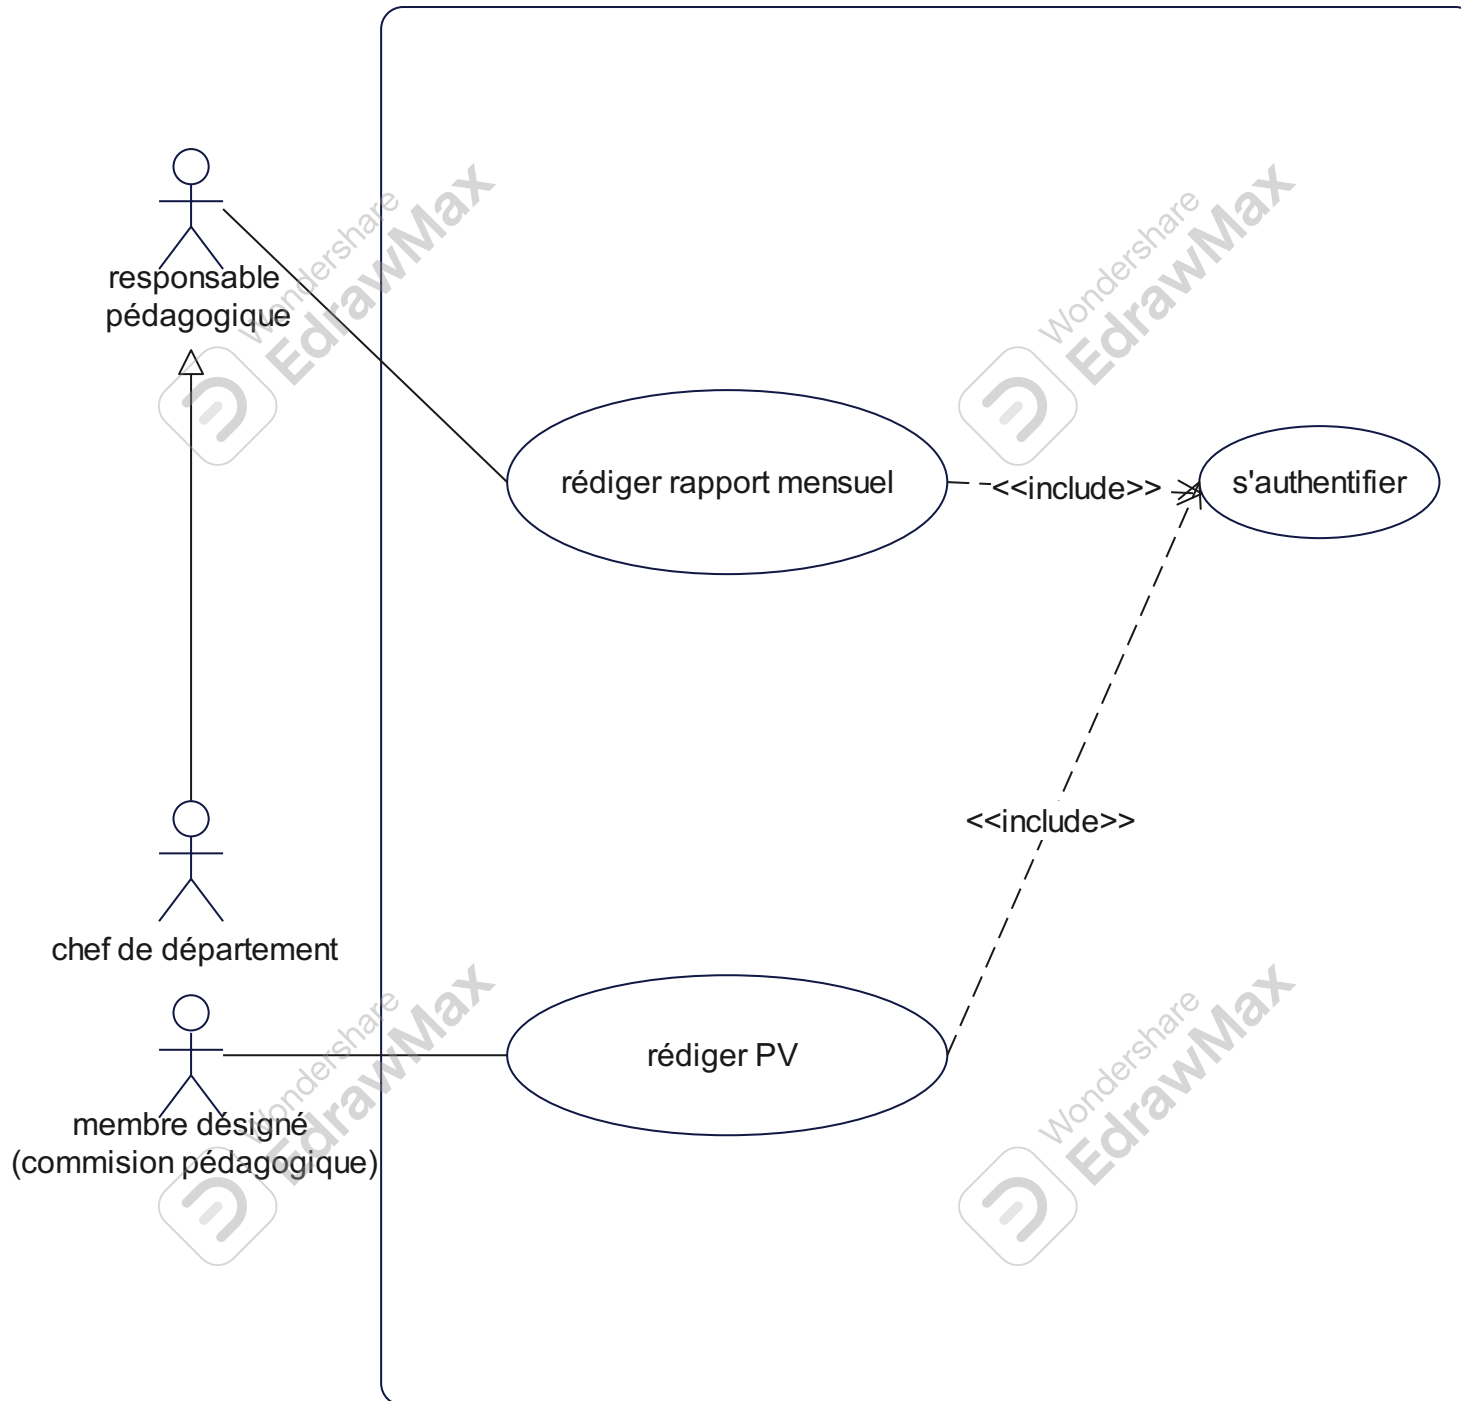 Wondershare
EdrawMax
Wondershare
EdrawMax
responsable
pédagogique
rédiger rapport mensuel
<<include>>
s'authentifier
<<include>>
chef de département
rédiger PV
membre désigné
(commision pédagogique)
Wondershare
EdrawMax
Wondershare
EdrawMax